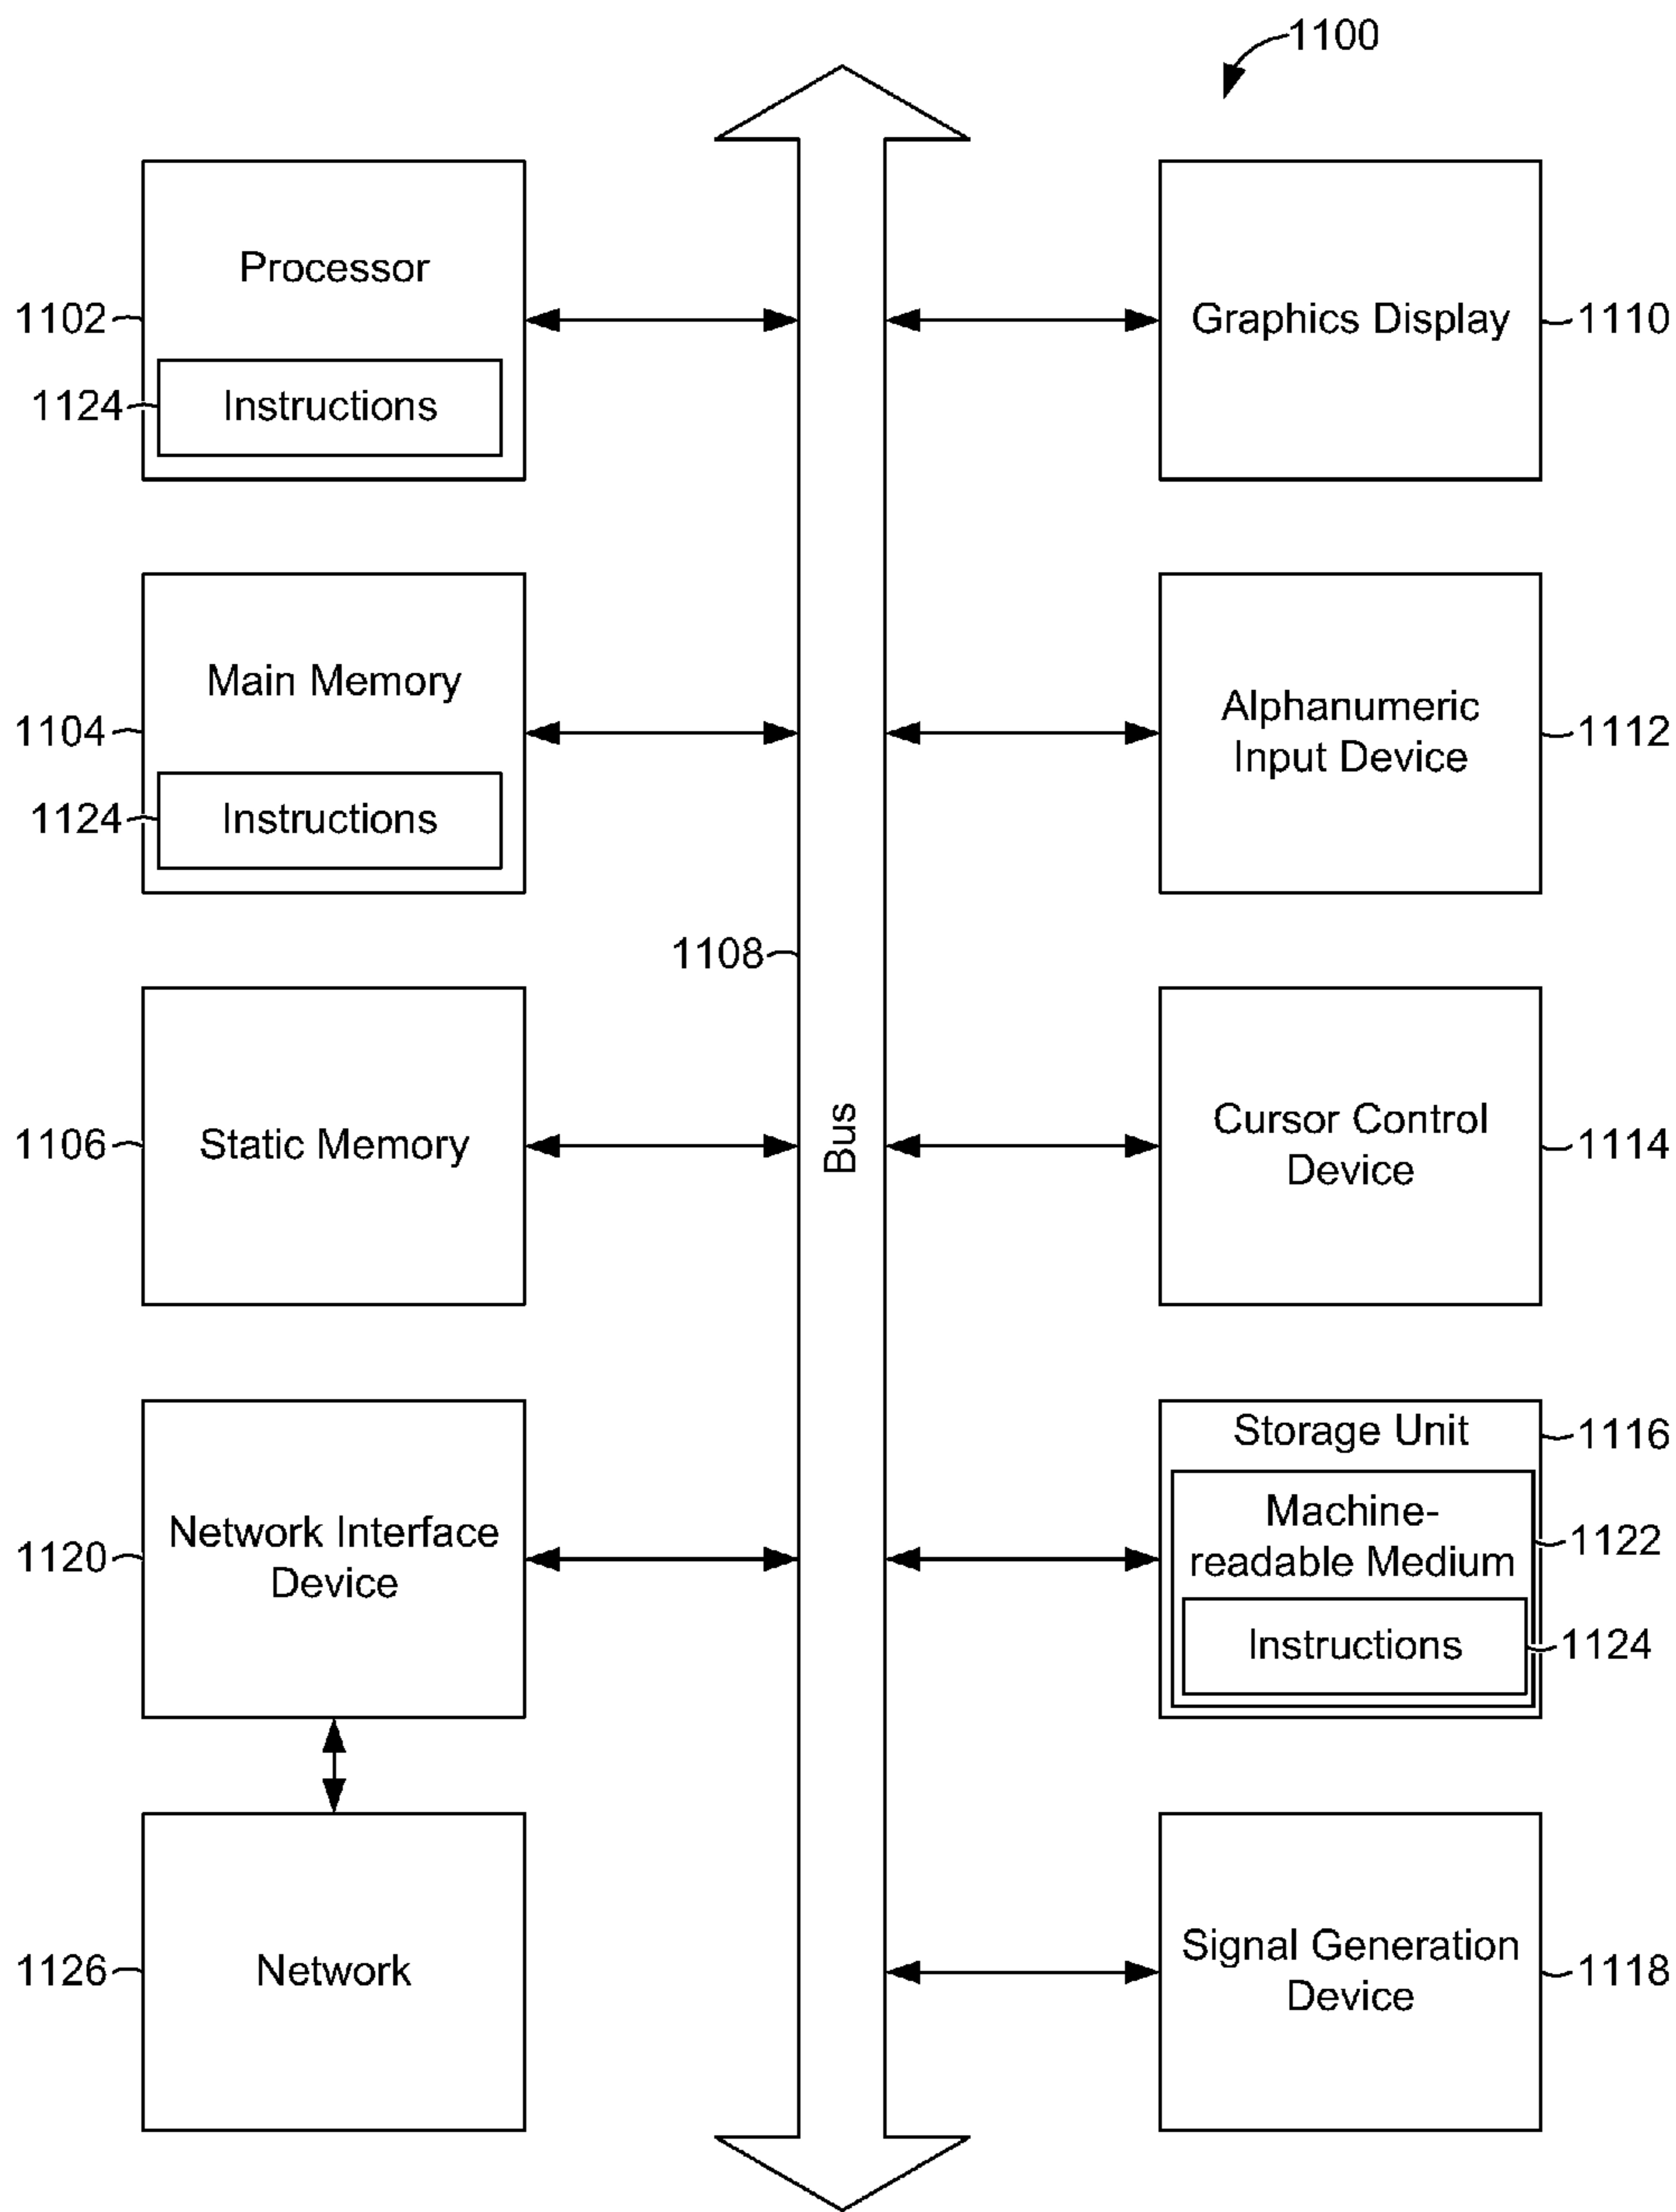 1100
Processor
1102
1124
Instructions
Graphics Display
1110
Main Memory
1104
1124
Instructions
Alphanumeric
Input Device
1112
1108
Bus
Static Memory
1106
Cursor Control
Device
1114
Network Interface
Device
1120
Storage Unit
1116
Machine-
readable Medium
1122
Instructions
1124
Network
1126
Signal Generation
Device
1118